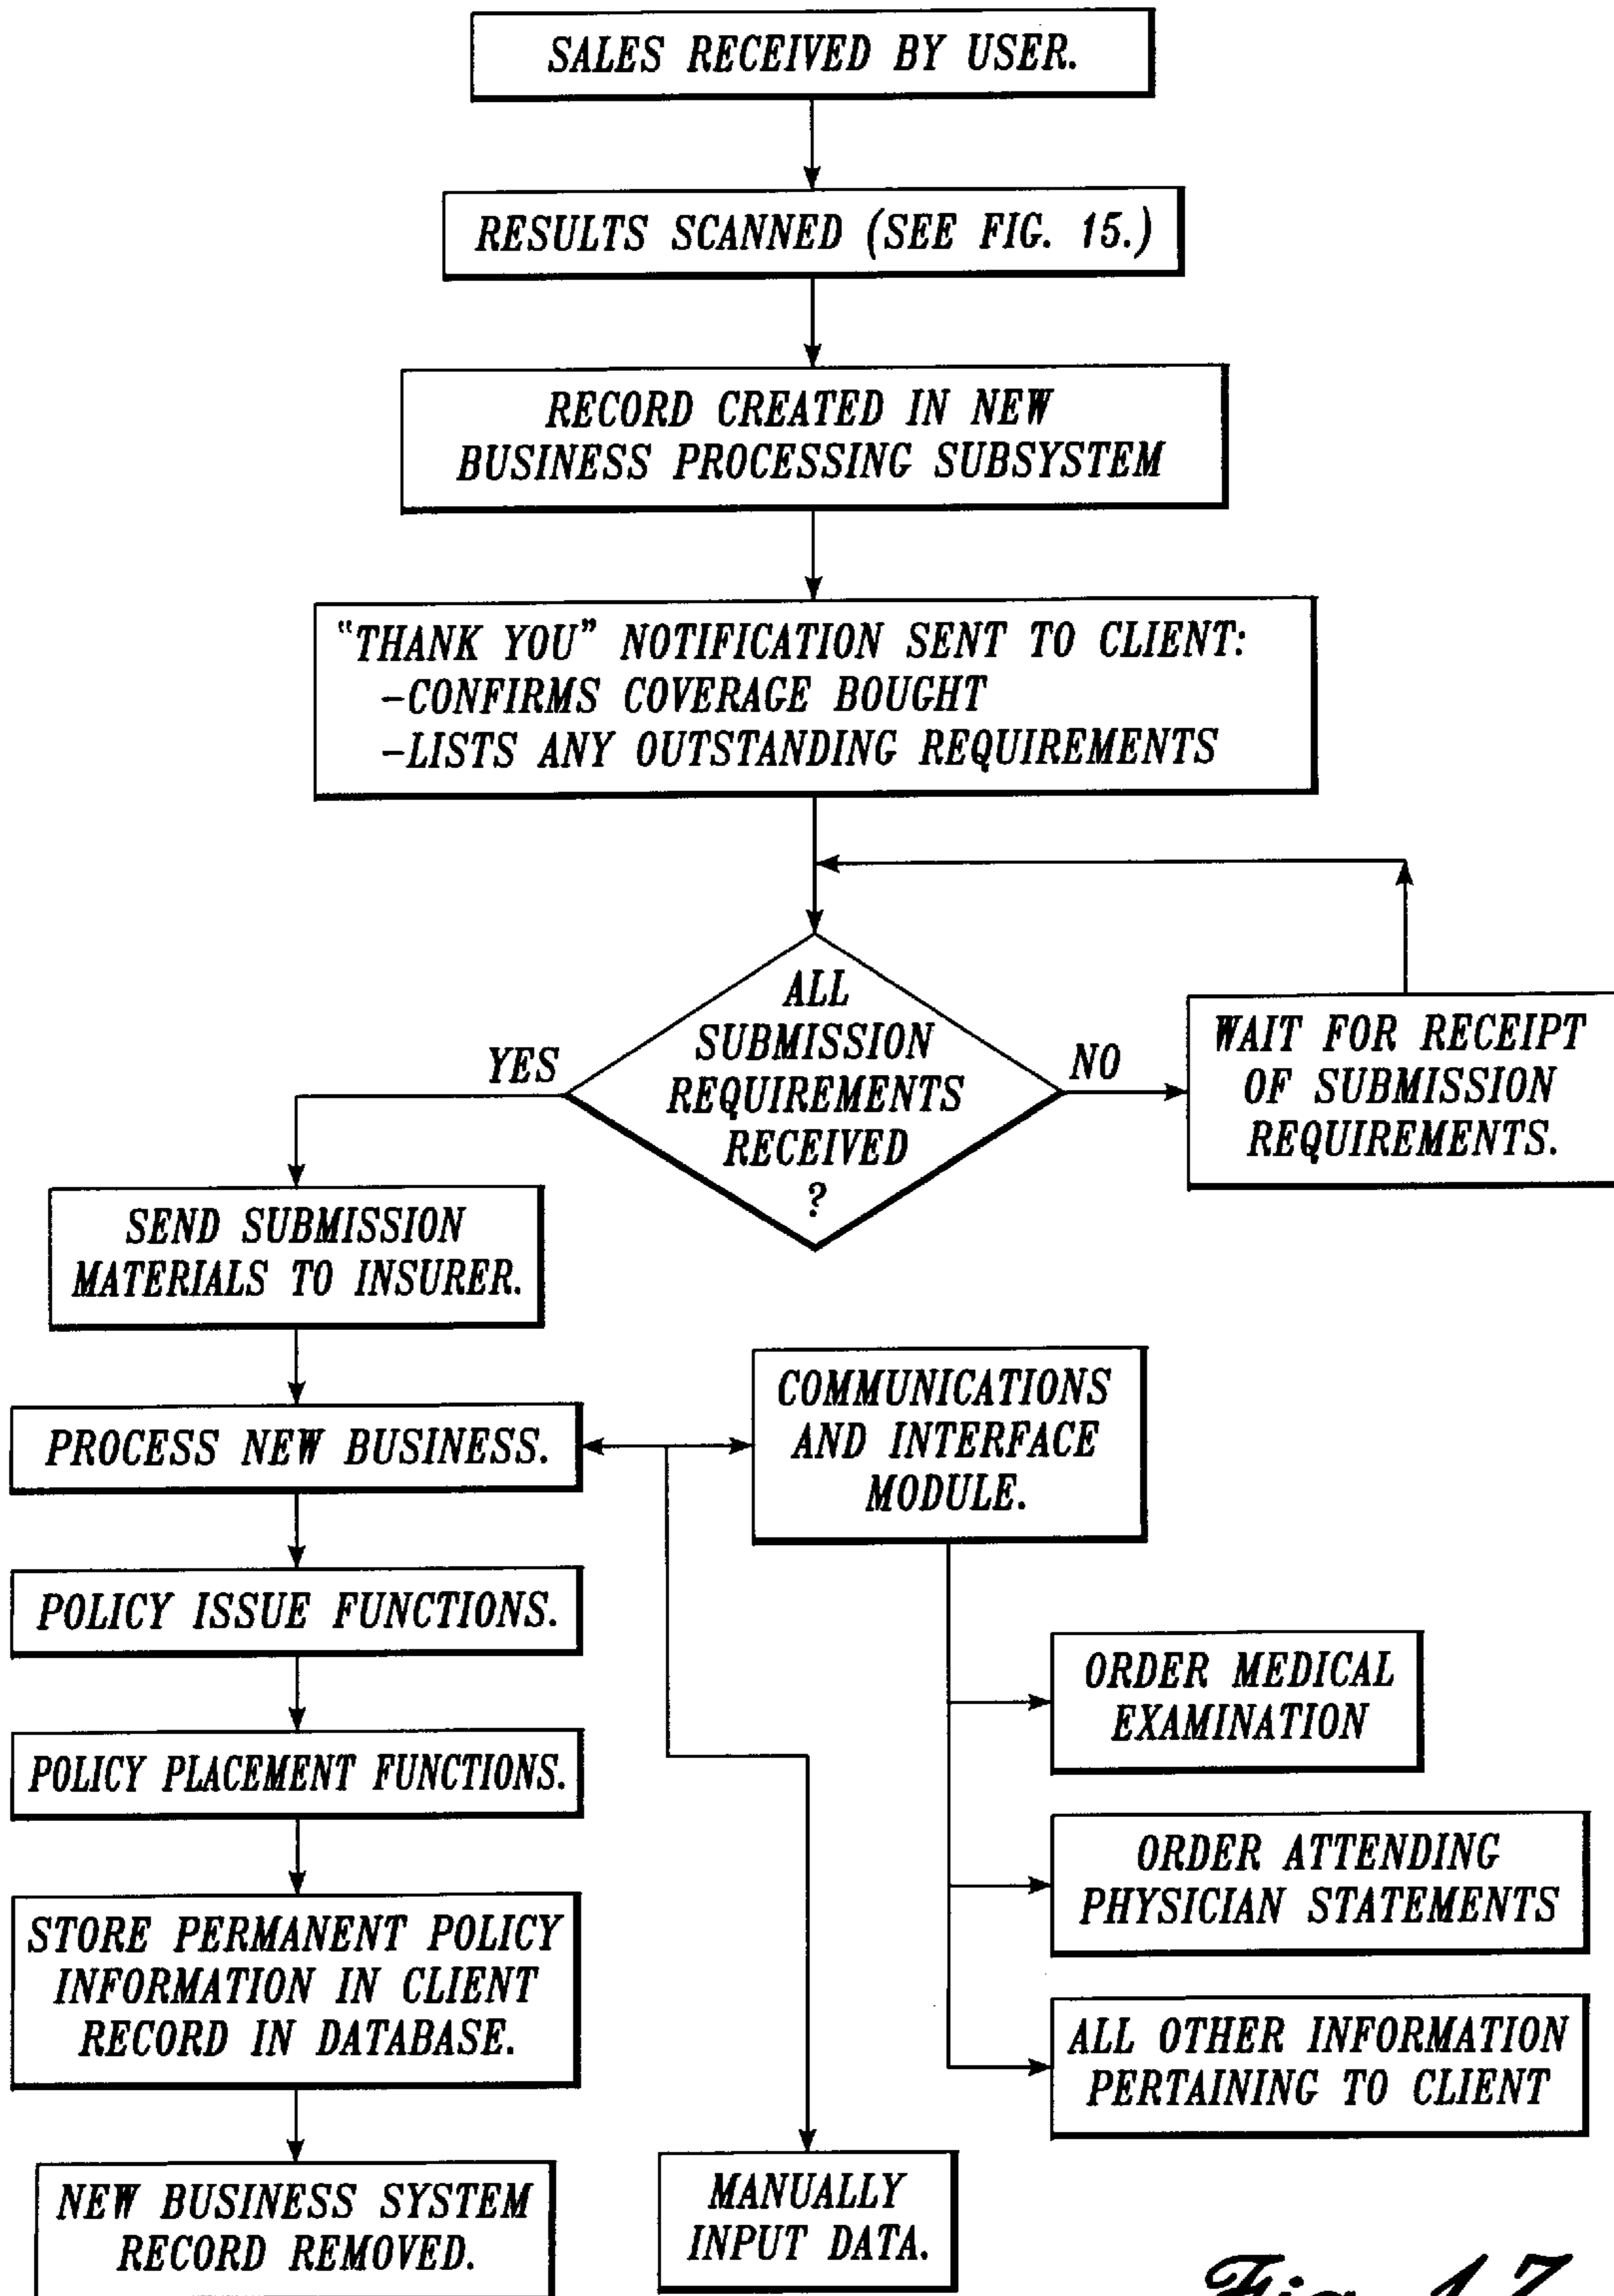 SALES RECEIVED BY USER.
RESULTS SCANNED (SEE FIG. 15.)
RECORD CREATED IN NEW
BUSINESS PROCESSING SUBSYSTEM
"THANK YOU" NOTIFICATION SENT TO CLIENT:
-CONFIRMS COVERAGE BOUGHT
-LISTS ANY OUTSTANDING REQUIREMENTS
ALL
SUBMISSION
REQUIREMENTS
RECEIVED
?
YES
NO
WAIT FOR RECEIPT
OF SUBMISSION
REQUIREMENTS.
SEND SUBMISSION
MATERIALS TO INSURER.
PROCESS NEW BUSINESS.
COMMUNICATIONS
AND INTERFACE
MODULE.
POLICY ISSUE FUNCTIONS.
ORDER MEDICAL
EXAMINATION
POLICY PLACEMENT FUNCTIONS.
ORDER ATTENDING
PHYSICIAN STATEMENTS
STORE PERMANENT POLICY
INFORMATION IN CLIENT
RECORD IN DATABASE.
ALL OTHER INFORMATION
PERTAINING TO CLIENT
NEW BUSINESS SYSTEM
RECORD REMOVED.
MANUALLY
INPUT DATA.
Fig. 17